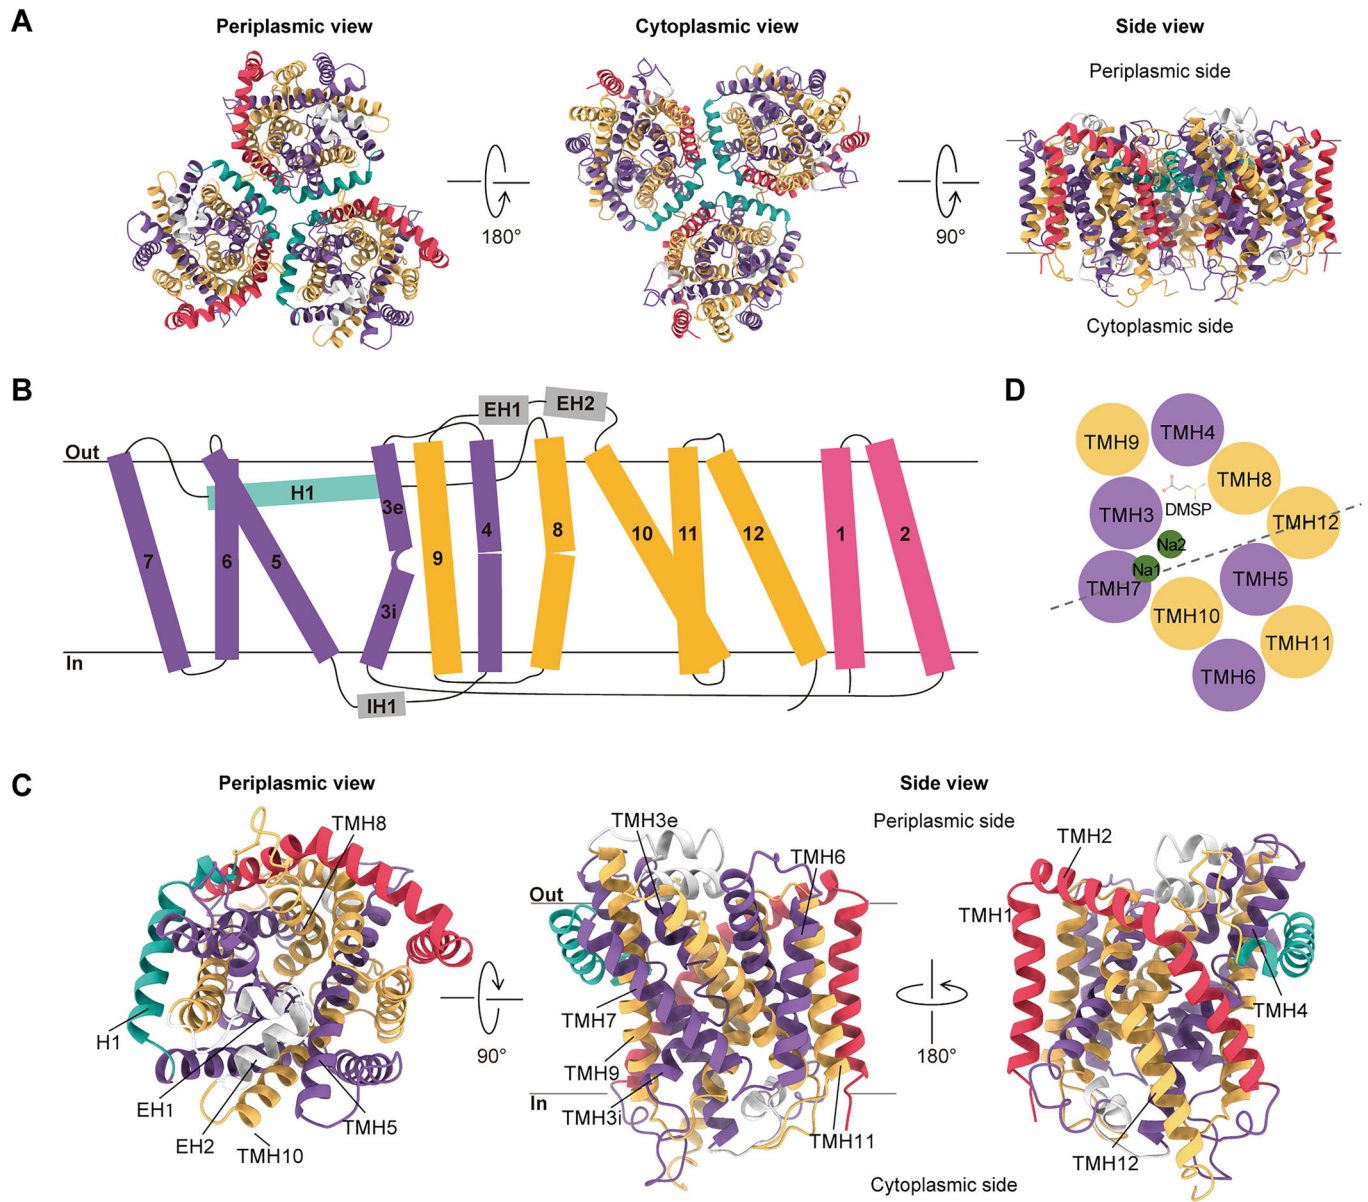 A
Periplasmic view
Cytoplasmic view
Side view
Periplasmic side
180°
90°
Cytoplasmic side
B
EH1
EH2
Out
H1
3e
7
6
5
9
4
8
10
11
12
1
2
3i
In
IH1
D
TMH9
TMH4
TMH8
DMSP
TMH3
TMH12
Na2
Na1
TMH7
TMH5
TMH10
TMH11
TMH6
C
Periplasmic view
Side view
TMH8
H1
EH1
EH2
TMH10
TMH5
90°
TMH3e
Periplasmic side
TMH6
Out
TMH7
TMH9
TMH3i
In
TMH11
Cytoplasmic side
180°
TMH2
TMH1
TMH4
TMH12